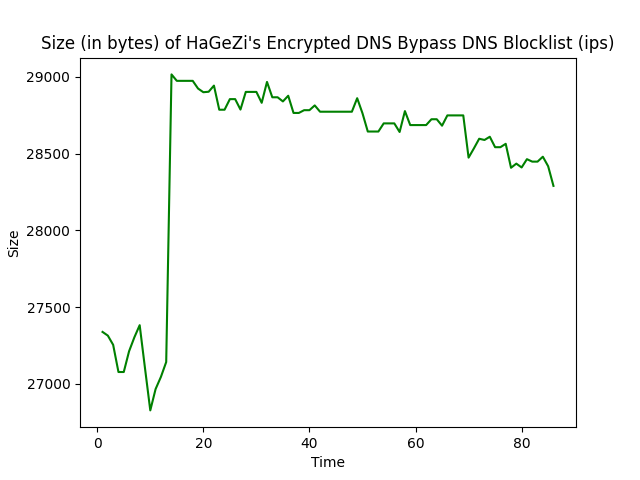 Size (in bytes) of HaGeZi's Encrypted DNS Bypass DNS Blocklist (ips)
29000
28500
28000
27500
27000
Size
0 20 40 60 80
Time